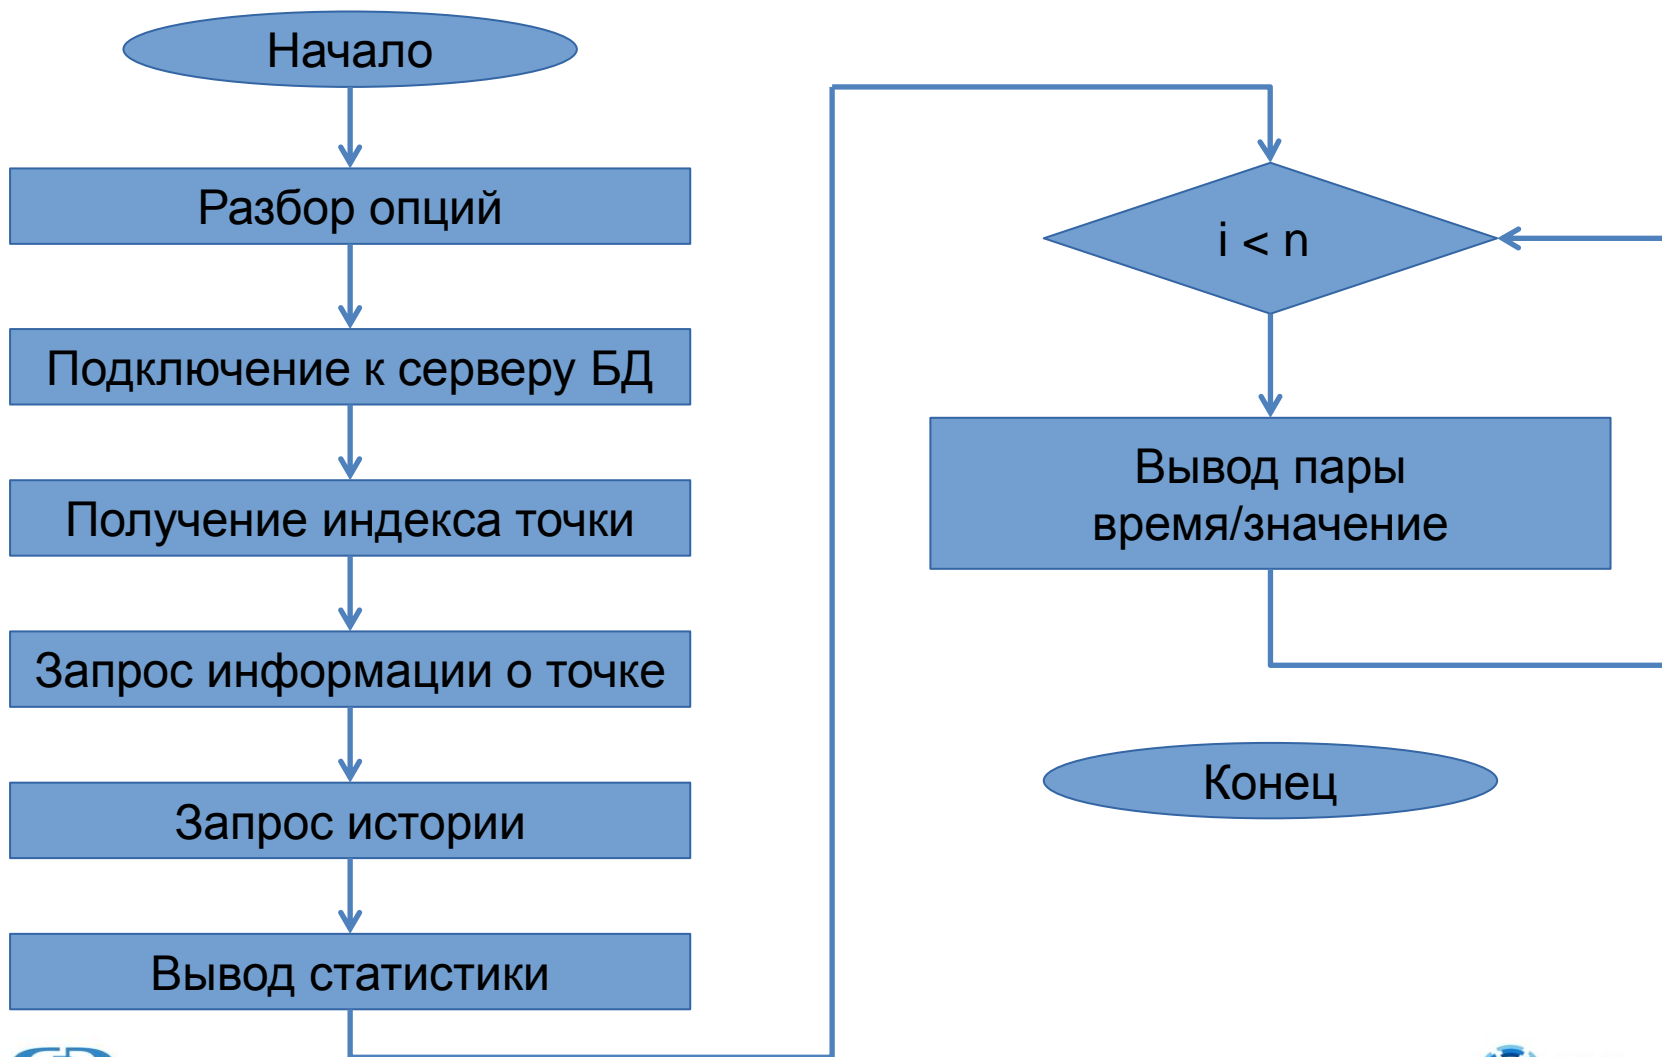 Начало
Разбор опций
Подключение к серверу БД
Получение индекса точки
Запрос информации о точке
Запрос истории
Вывод статистики
i < n
Вывод пары
время/значение
Конец